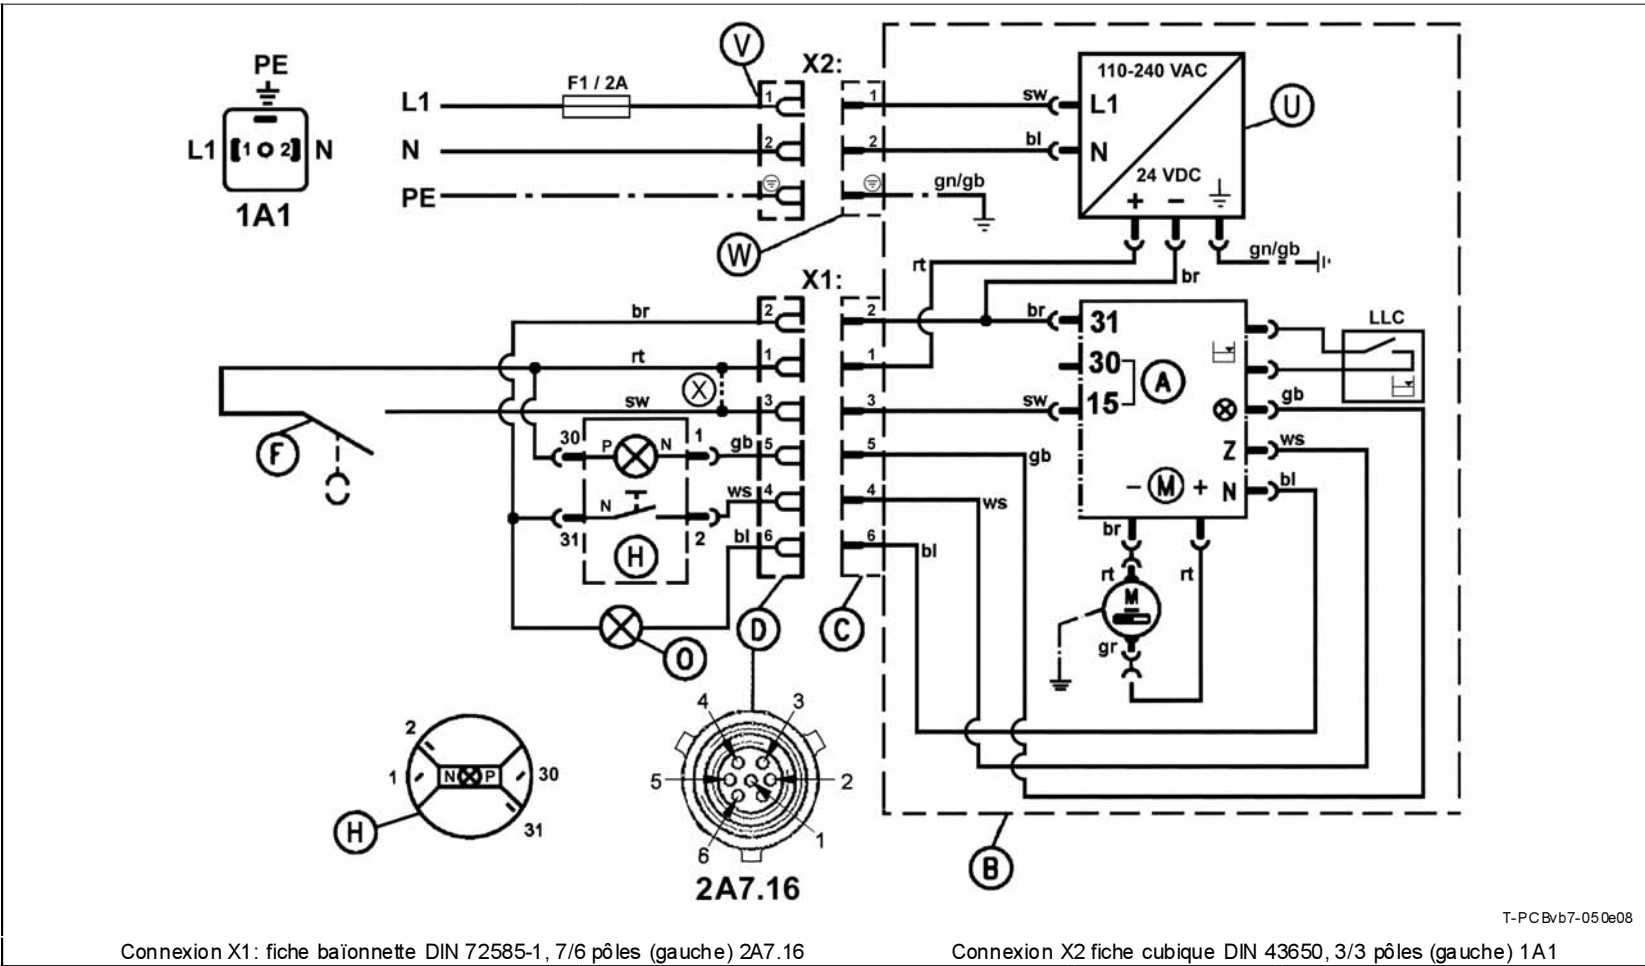 PE
L1
1
2
N
1A1
L1
F1 / 2A
N
PE
V
X2:
1
2
1
2
W
sw
bl
gn/gb
110-240 VAC
L1
N
24 VDC
+
−
U
gn/gb
rt
br
X1:
br
rt
sw
X
F
30
P
N
1
gb
N
ws
31
2
bl
H
O
2
1
3
5
4
6
D
2
1
3
5
4
6
C
br
sw
gb
ws
bl
31
30
15
A
Z
N
−
M
+
LLC
gb
ws
bl
br
rt
M
gr
rt
B
2
1
N
P
30
31
H
4
3
5
2
6
1
2A7.16
T-PCBvb7-050e08
Connexion X1: fiche baïonnette DIN 72585-1, 7/6 pôles (gauche) 2A7.16
Connexion X2 fiche cubique DIN 43650, 3/3 pôles (gauche) 1A1